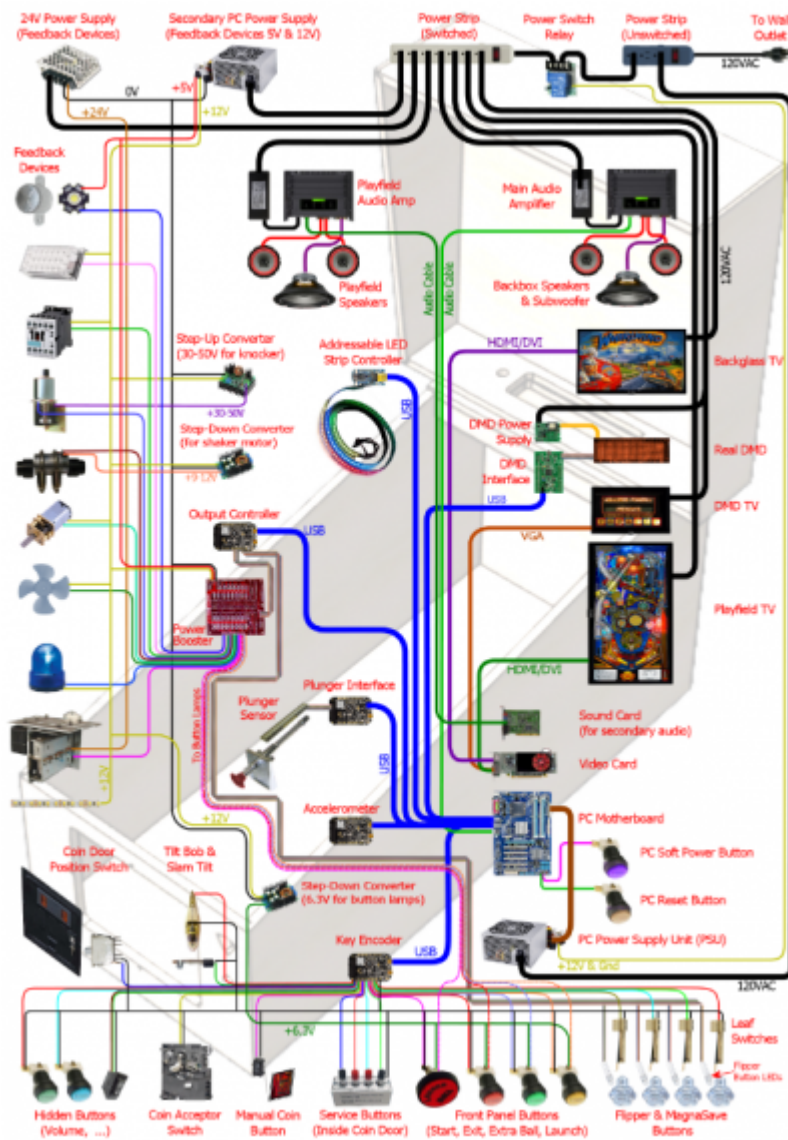 24V Power Supply
(Feedback Devices)
Secondary PC Power Supply
(Feedback Devices 5V & 12V)
Power Strip
(Switched)
Power Switch
Relay
Power Strip
(Unswitched)
To Wall
Outlet
120VAC
0V
+5V
+24V
+12V
Feedback
Devices
Playfield
Audio Amp
Main Audio
Amplifier
Playfield
Speakers
Backbox Speakers
& Subwoofer
120VAC
Audio Cable
Audio Cable
Step-Up Converter
(30-50V for knocker)
+30-50V
Addressable LED
Strip Controller
USB
HDMI/DVI
Backglass TV
Step-Down Converter
(for shaker motor)
+9-12V
DMD Power
Supply
Real DMD
DMD
Interface
USB
DMD TV
VGA
Output Controller
USB
Playfield TV
Power
Booster
HDMI/DVI
To Button Lamps
Plunger Interface
Plunger
Sensor
USB
Sound Card
(for secondary audio)
Video Card
+12V
Accelerometer
PC Motherboard
+12V
PC Soft Power Button
Coin Door
Position Switch
Tilt Bob &
Slam Tilt
Step-Down Converter
(6.3V for button lamps)
PC Reset Button
Key Encoder
USB
PC Power Supply Unit (PSU)
+12V & Gnd
120VAC
+6.3V
Leaf
Switches
Flipper
Button LEDs
Hidden Buttons
(Volume, ...)
Coin Acceptor
Switch
Manual Coin
Button
Service Buttons
(Inside Coin Door)
Front Panel Buttons
(Start, Exit, Extra Ball, Launch)
Flipper & MagnaSave
Buttons